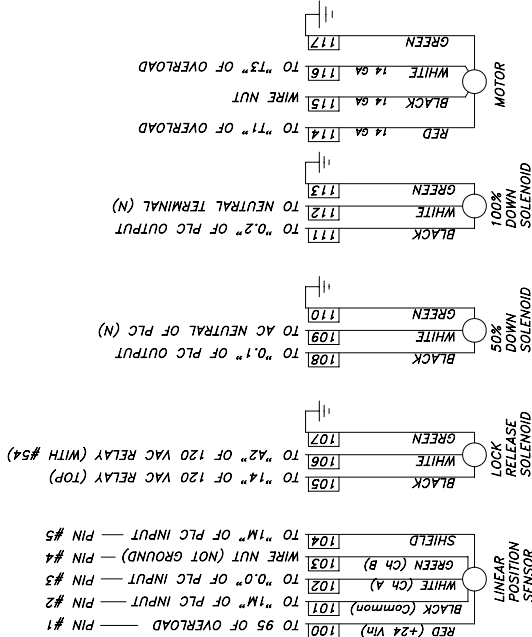 LINEAR
POSITION
SENSOR
RED (+24 Vin) 100 TO 95 OF OVERLOAD — PIN #1
BLACK (Common) 101 TO "1M" OF PLC INPUT — PIN #2
WHITE (Ch A) 102 TO "0.0" OF PLC INPUT — PIN #3
GREEN (Ch B) 103 WIRE NUT (NOT GROUND) — PIN #4
SHIELD 104 TO "1M" OF PLC INPUT — PIN #5
LOCK
RELEASE
SOLENOID
BLACK 105 TO "14" OF 120 VAC RELAY (TOP)
WHITE 106 TO "A2" OF 120 VAC RELAY (WITH #54)
GREEN 107
50%
DOWN
SOLENOID
BLACK 108 TO "0.1" OF PLC OUTPUT
WHITE 109 TO AC NEUTRAL OF PLC (N)
GREEN 110
100%
DOWN
SOLENOID
BLACK 111 TO "0.2" OF PLC OUTPUT
WHITE 112 TO NEUTRAL TERMINAL (N)
GREEN 113
MOTOR
RED 14 GA 114 TO "T1" OF OVERLOAD
BLACK 14 GA 115 WIRE NUT
WHITE 14 GA 116 TO "T3" OF OVERLOAD
GREEN 117